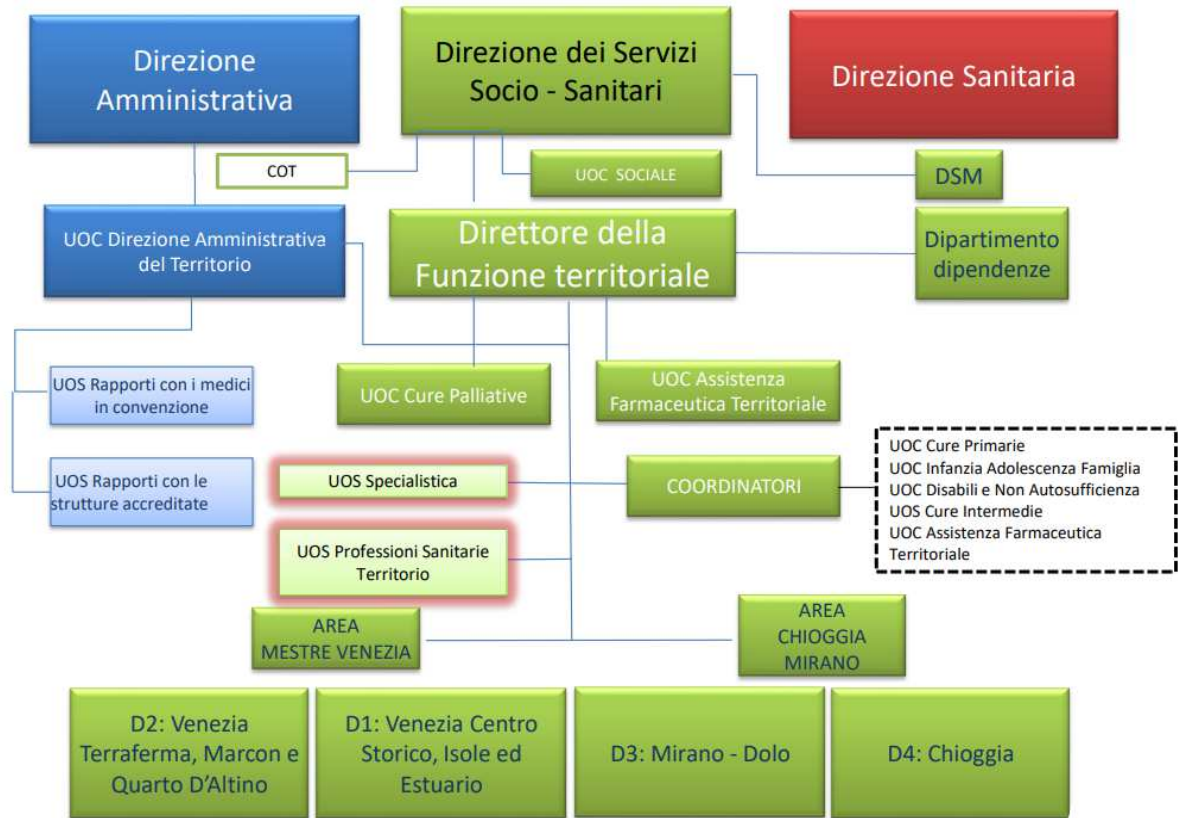 Direzione
Amministrativa
Direzione dei Servizi
Socio - Sanitari
Direzione Sanitaria
COT
UOC SOCIALE
DSM
UOC Direzione Amministrativa
del Territorio
Direttore della
Funzione territoriale
Dipartimento
dipendenze
UOS Rapporti con i medici
in convenzione
UOC Cure Palliative
UOC Assistenza
Farmaceutica Territoriale
UOS Rapporti con le
strutture accreditate
UOS Specialistica
COORDINATORI
UOC Cure Primarie
UOC Infanzia Adolescenza Famiglia
UOC Disabili e Non Autosufficienza
UOS Cure Intermedie
UOC Assistenza Farmaceutica
Territoriale
UOS Professioni Sanitarie
Territorio
AREA
MESTRE VENEZIA
AREA
CHIOGGIA
MIRANO
D2: Venezia
Terraferma, Marcon e
Quarto D'Altino
D1: Venezia Centro
Storico, Isole ed
Estuario
D3: Mirano - Dolo
D4: Chioggia